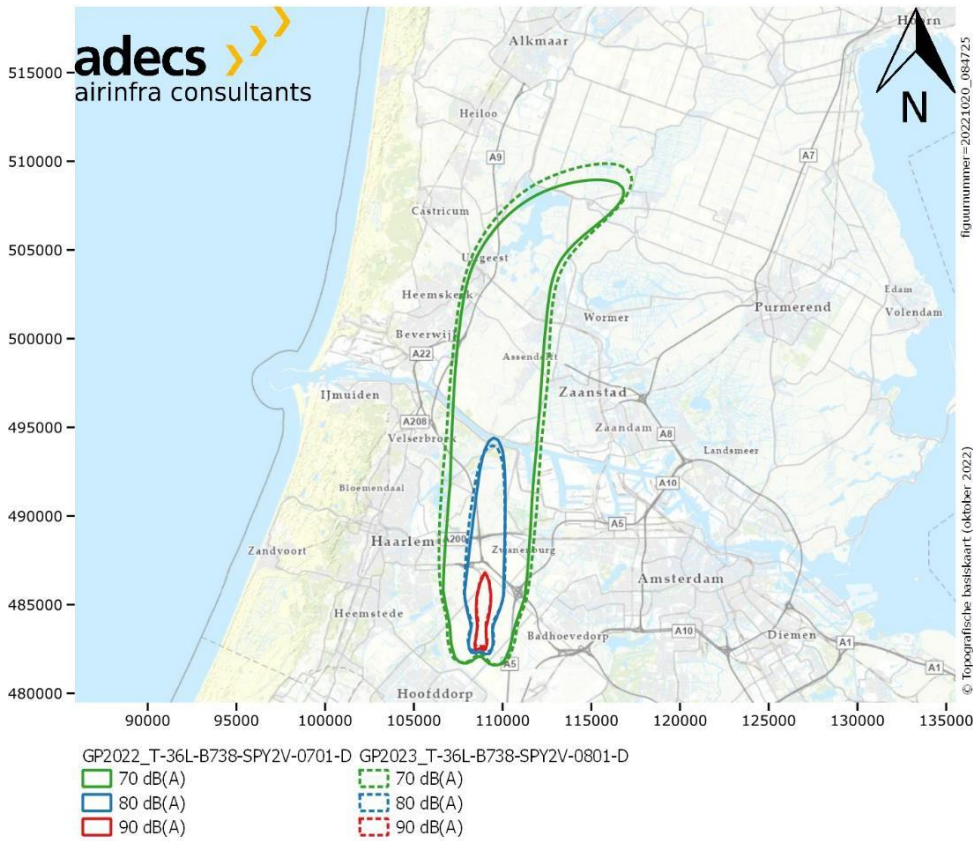 adecs
airinfra consultants
N
figuurnummer=20221020_084725
© Topografische basiskaart (oktober 2022)
Hoorn
Alkmaar
Heiloo
A9
A7
Castricum
Uitgeest
Heemskerk
Purmerend
Edam
Volendam
Wormer
Beverwijk
A22
Assendelft
IJmuiden
Zaanstad
A208
Velserbroek
Zaandam
A8
Landsmeer
Bloemendaal
A10
A5
Haarlem
A200
Zwanenburg
Zandvoort
Amsterdam
Heemstede
Badhoevedorp
A10
Diemen
A1
A5
A1
Hoofddorp
515000
510000
505000
500000
495000
490000
485000
480000
90000 95000 100000 105000 110000 115000 120000 125000 130000 135000
GP2022_T-36L-B738-SPY2V-0701-D GP2023_T-36L-B738-SPY2V-0801-D
70 dB(A) 70 dB(A)
80 dB(A) 80 dB(A)
90 dB(A) 90 dB(A)